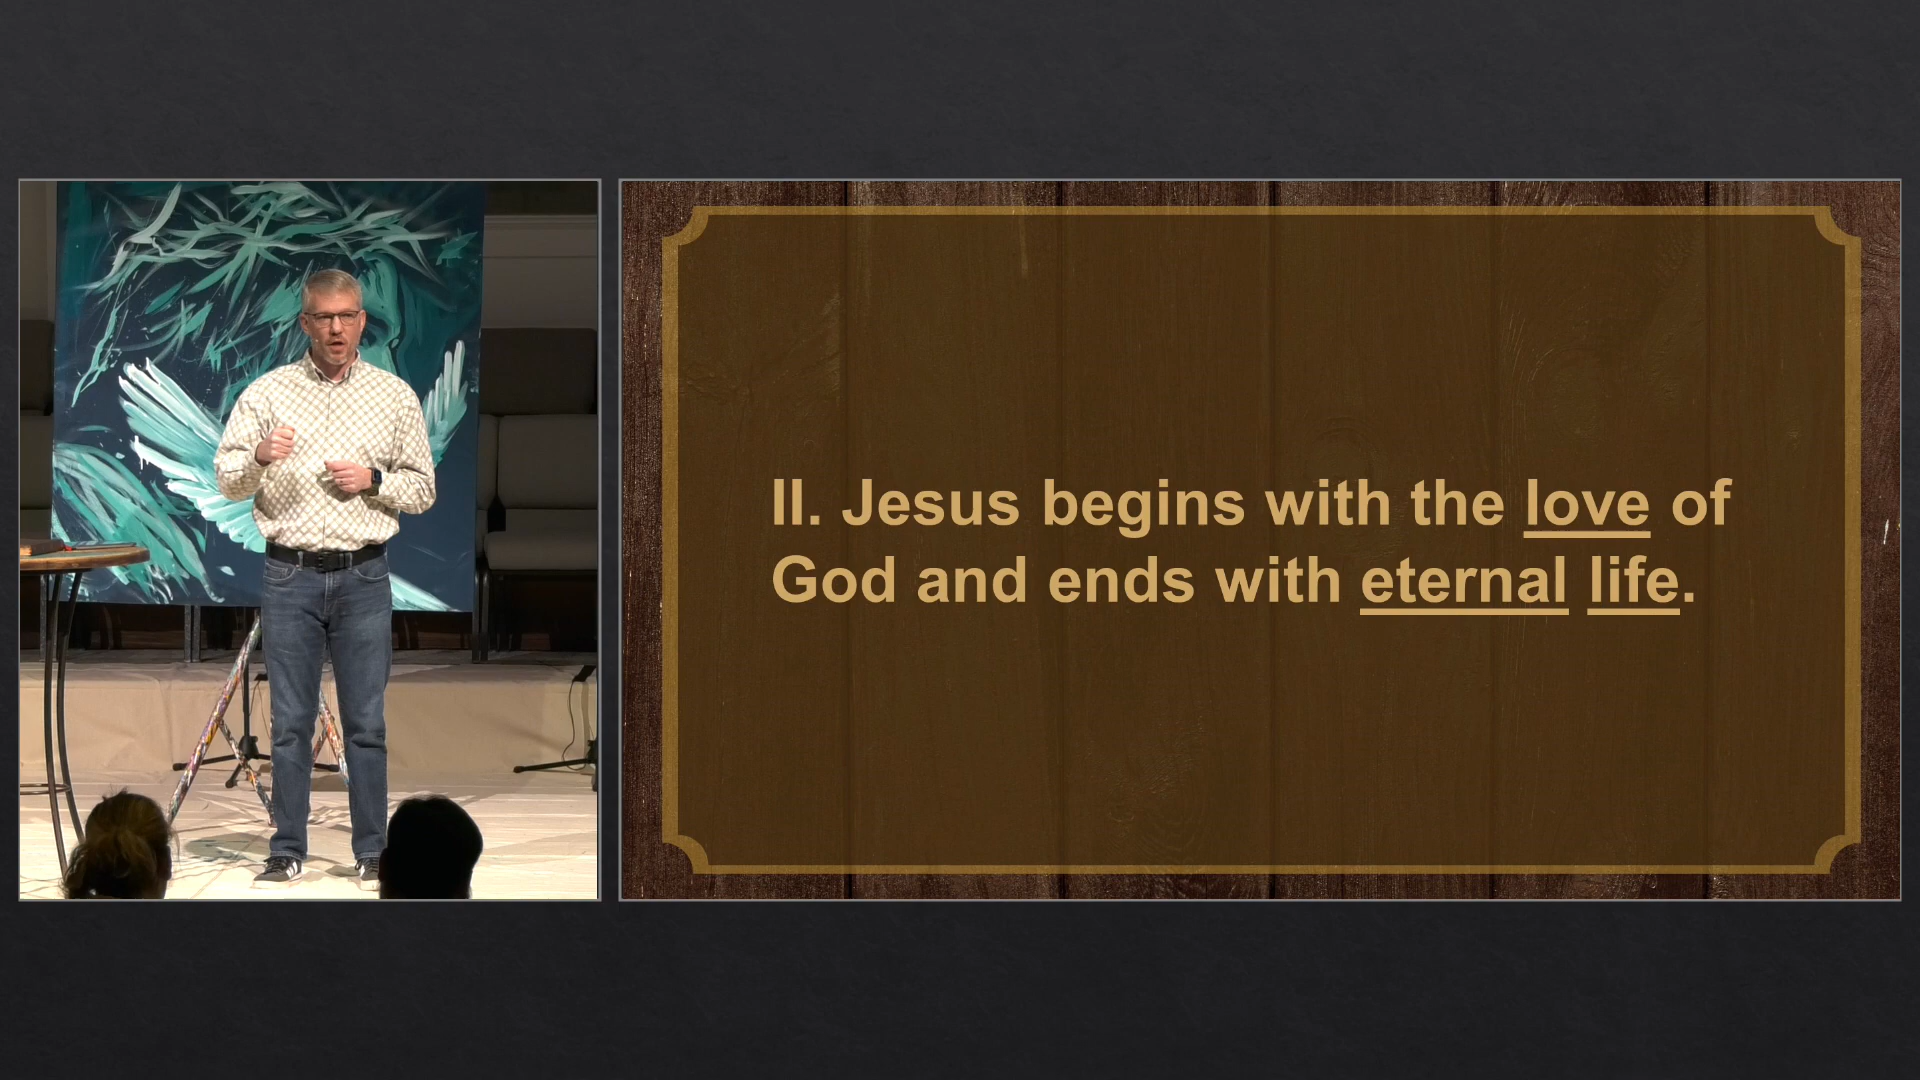 II. Jesus begins with the love of
God and ends with eternal life.